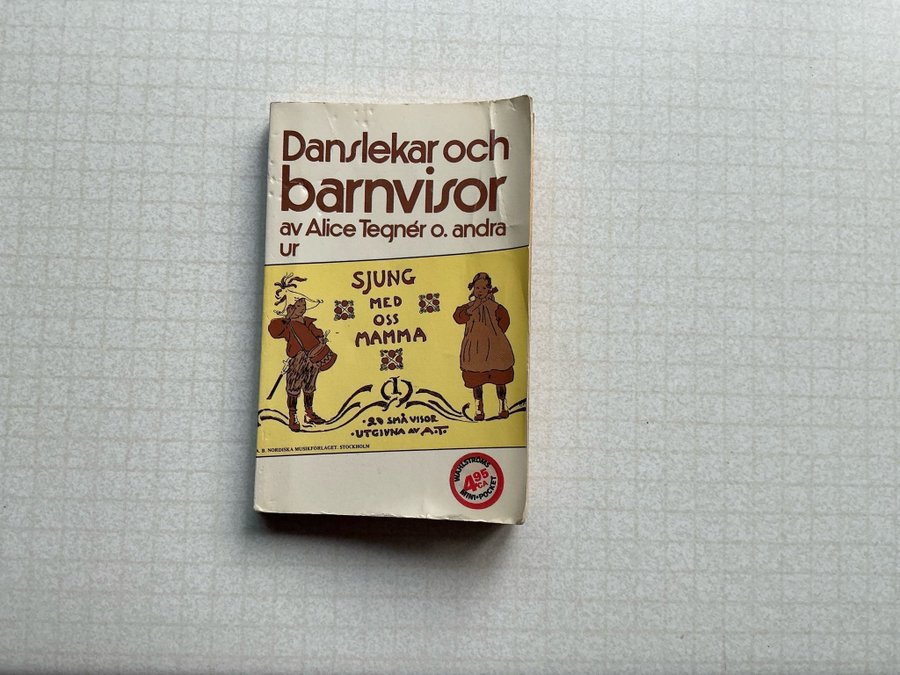 Danslekar och
barnvisor
av Alice Tegnér o. andra
ur
SJUNG
MED
OSS
MAMMA
I
·20 SMÅ VISOR·
·UTGIVNA AV A.T.·
A. B. NORDISKA MUSIKFÖRLAGET. STOCKHOLM
WAHLSTRÖMS
4 95
CA
MINI-POCKET